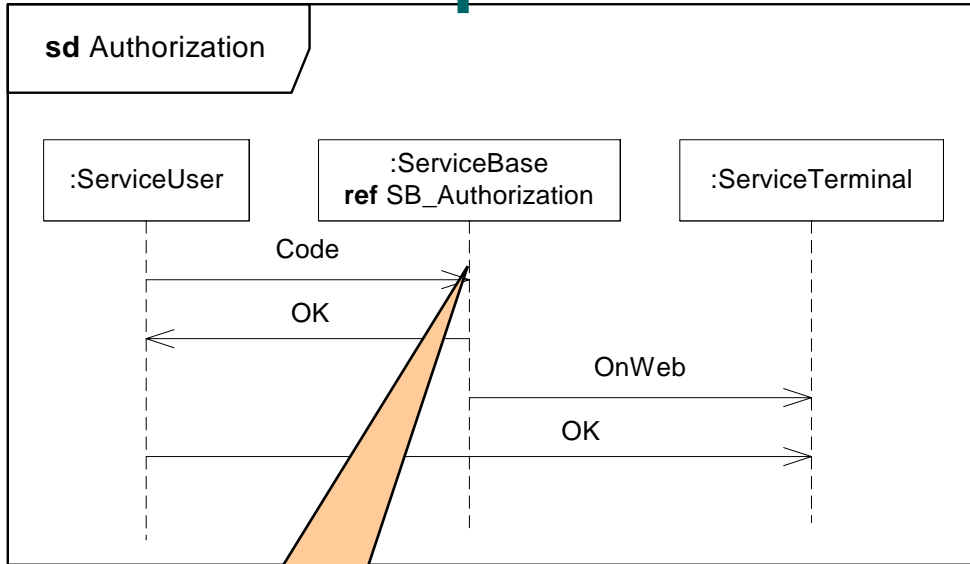 sd Authorization
:ServiceUser
:ServiceBase
ref SB_Authorization
:ServiceTerminal
Code
OK
OnWeb
OK